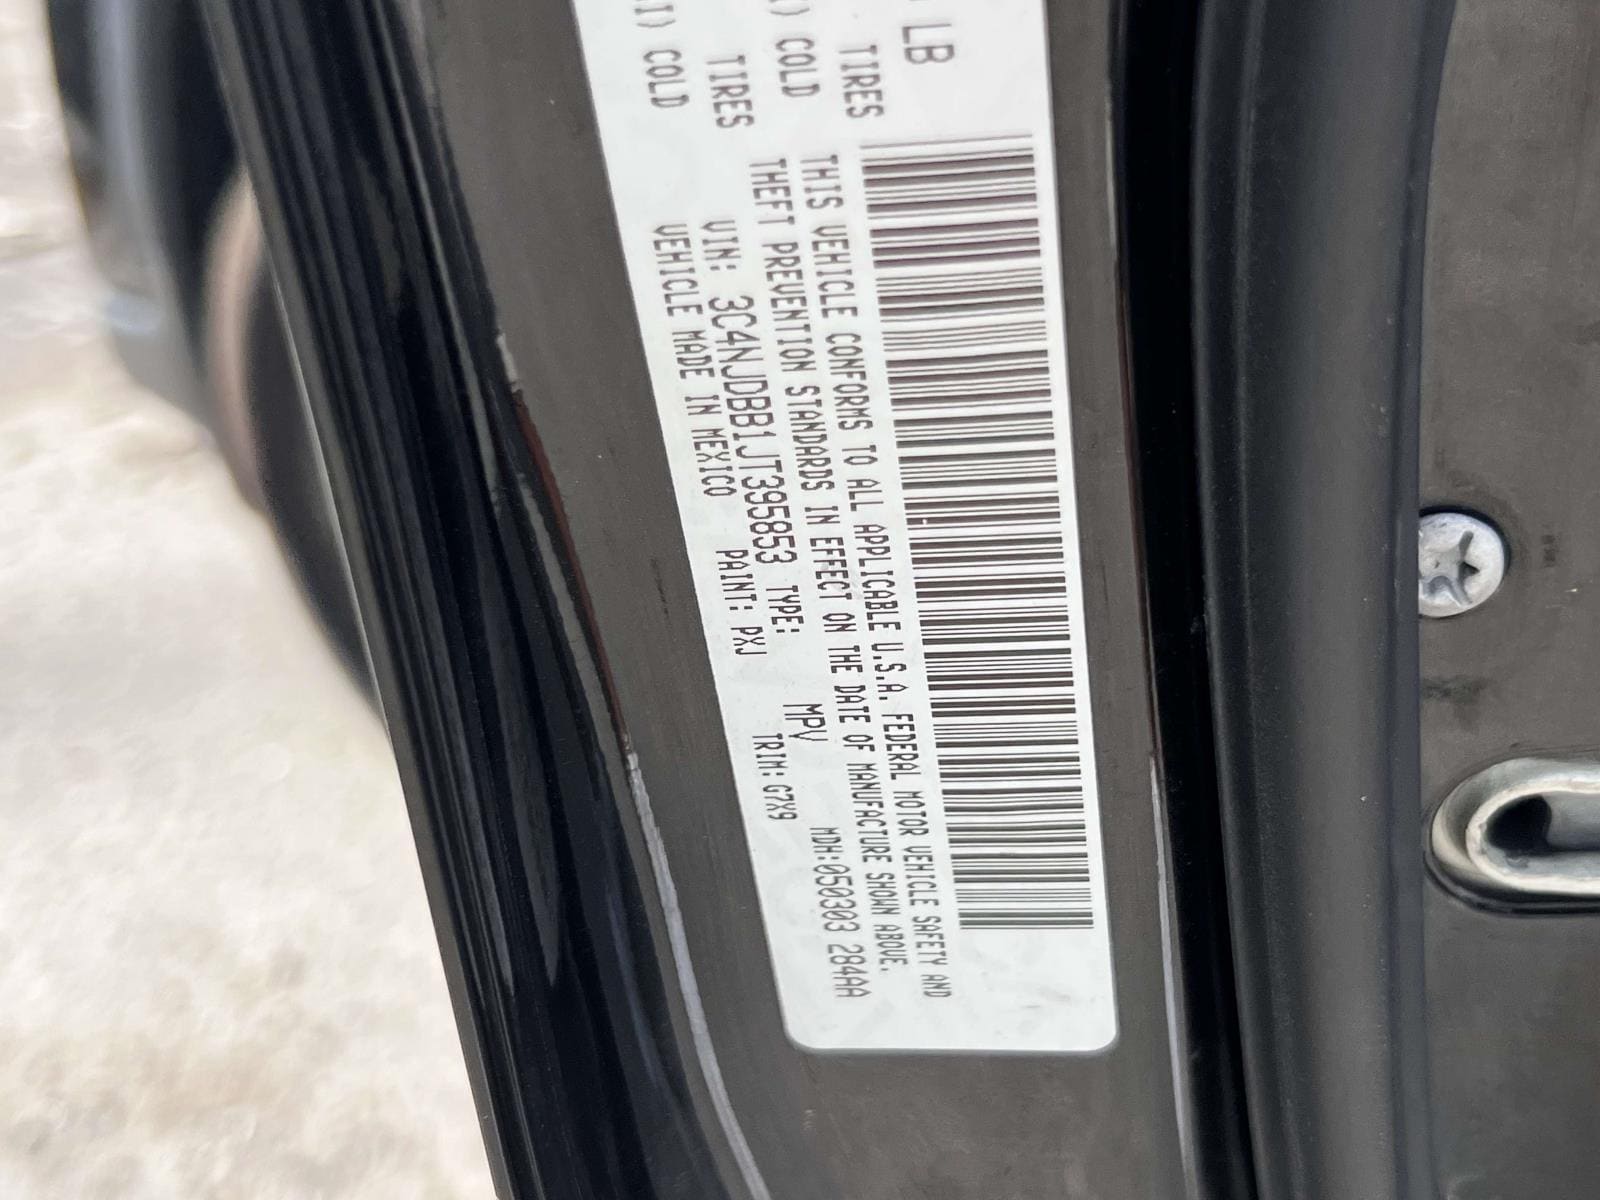 LB
TIRES
TIRES
COLD
COLD
THIS VEHICLE CONFORMS TO ALL APPLICABLE U.S.A. FEDERAL MOTOR VEHICLE SAFETY AND
THEFT PREVENTION STANDARDS IN EFFECT ON THE DATE OF MANUFACTURE SHOWN ABOVE.
VIN: 3C4NJDBB1JT395853 TYPE: MPV MDH:050303 284AA
VEHICLE MADE IN MEXICO PAINT: PXJ TRIM: G7X9